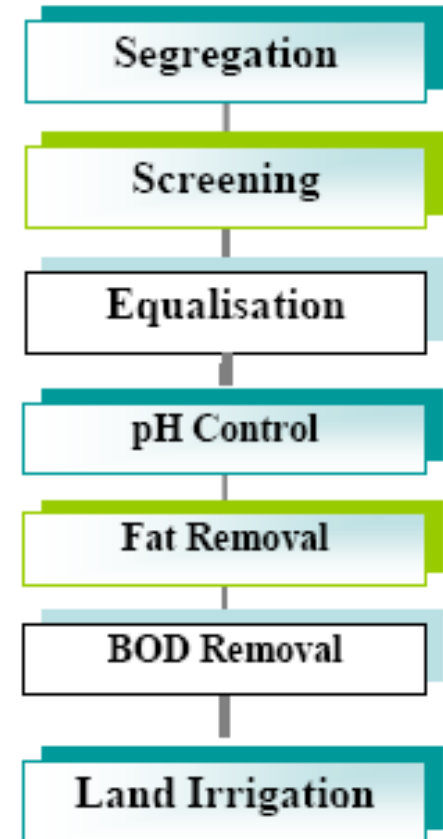 Segregation
Screening
Equalisation
pH Control
Fat Removal
BOD Removal
Land Irrigation